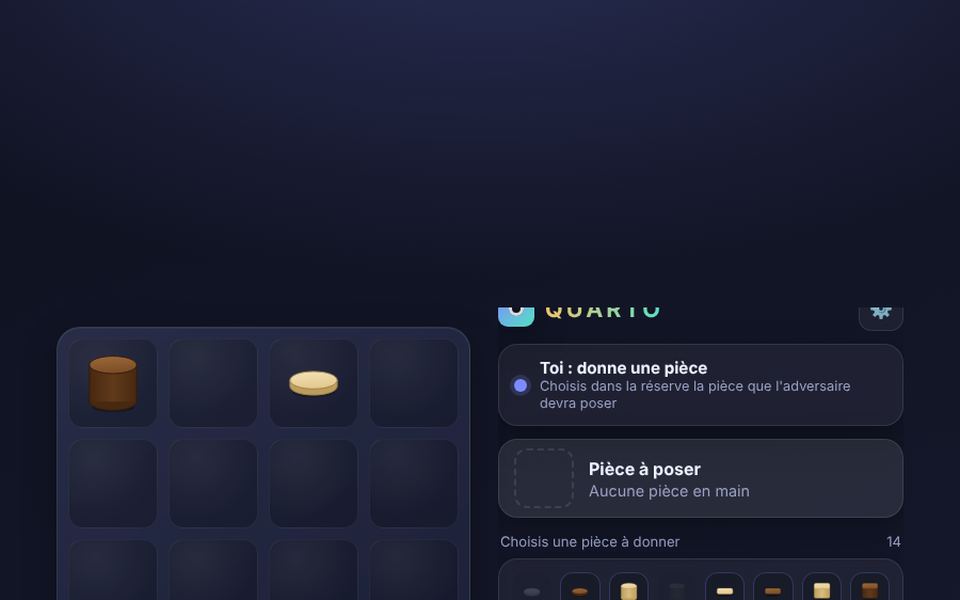 QUARTO
Toi : donne une pièce
Choisis dans la réserve la pièce que l'adversaire
devra poser
Pièce à poser
Aucune pièce en main
Choisis une pièce à donner
14